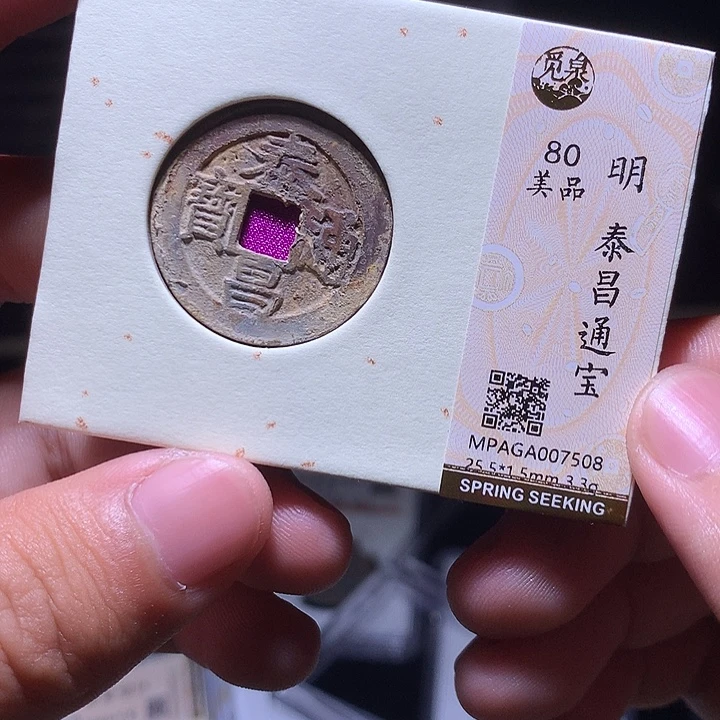 泰昌通寶
觅泉
80
美品
明
泰昌通宝
MPAGA007508
25.5*1.5mm 3.3g
SPRING SEEKING